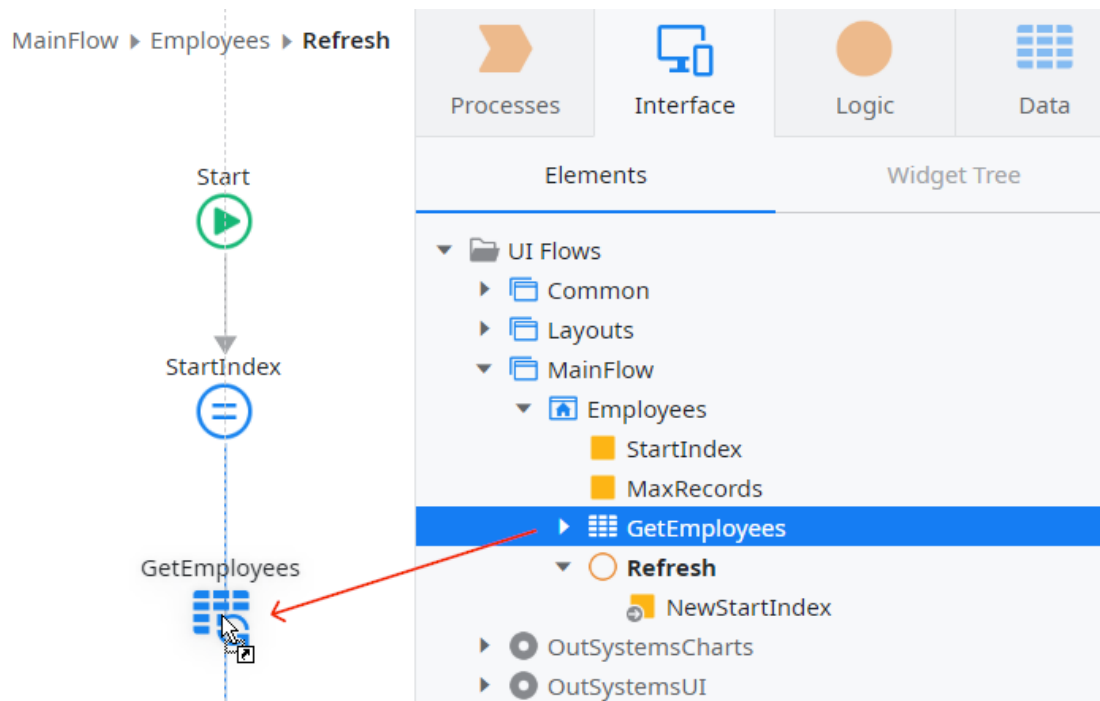 MainFlow Employees Refresh
Start
StartIndex
GetEmployees
Processes
Interface
Logic
Data
Elements
Widget Tree
UI Flows
Common
Layouts
MainFlow
Employees
StartIndex
MaxRecords
GetEmployees
Refresh
NewStartIndex
OutSystemsCharts
OutSystemsUI